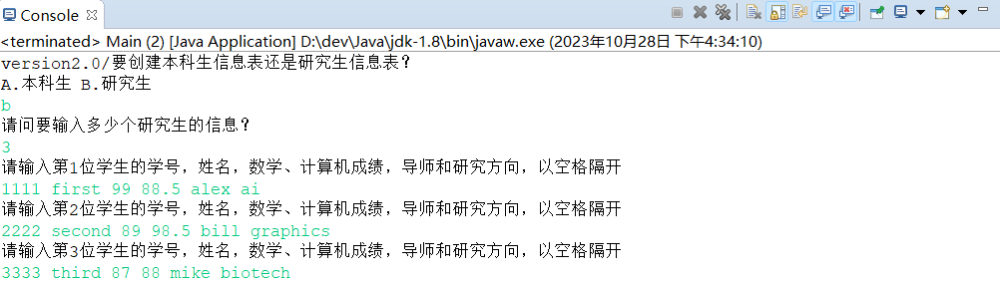 Console
<terminated> Main (2) [Java Application] D:\dev\Java\jdk-1.8\bin\javaw.exe (2023年10月28日 下午4:34:10)
version2.0/要创建本科生信息表还是研究生信息表?
A.本科生 B.研究生
b
请问要输入多少个研究生的信息?
3
请输入第1位学生的学号，姓名，数学、计算机成绩，导师和研究方向，以空格隔开
1111 first 99 88.5 alex ai
请输入第2位学生的学号，姓名，数学、计算机成绩，导师和研究方向，以空格隔开
2222 second 89 98.5 bill graphics
请输入第3位学生的学号，姓名，数学、计算机成绩，导师和研究方向，以空格隔开
3333 third 87 88 mike biotech